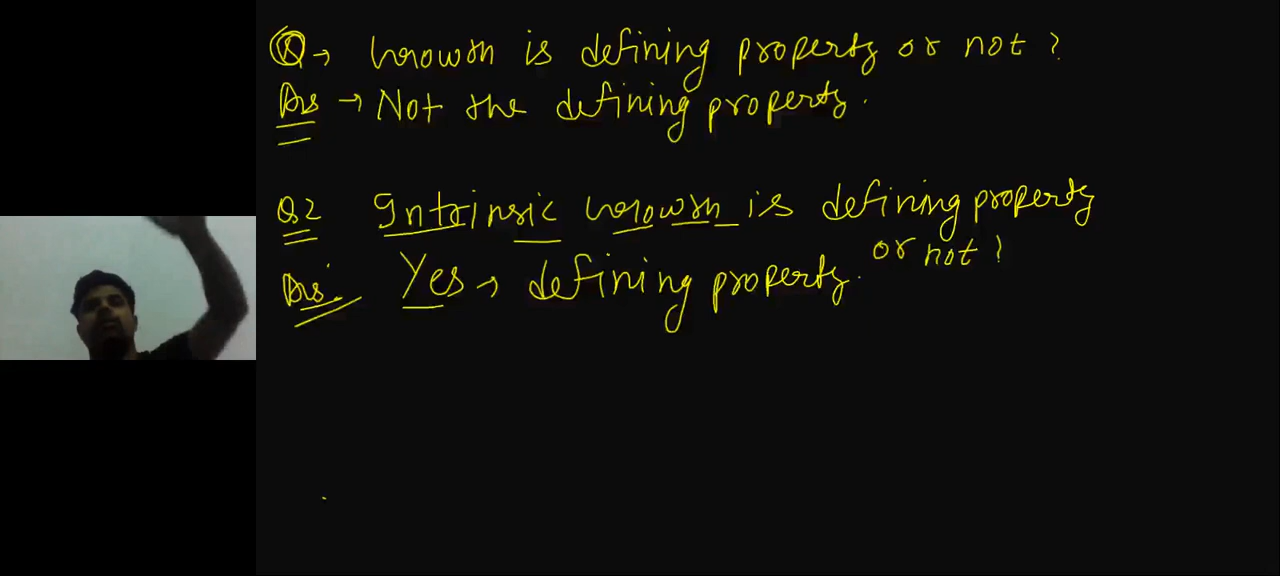 Q → Growth is defining property or not ?
Ans → Not the defining property.
Q2 Intrinsic Growth is defining property
or not ?
Ans. Yes → defining property.